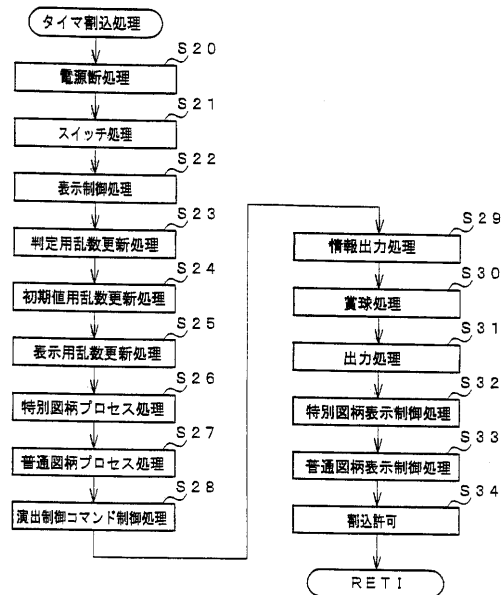 タイマ割込処理
S20
電源断処理
S21
スイッチ処理
S22
表示制御処理
S23
判定用乱数更新処理
S24
初期値用乱数更新処理
S25
表示用乱数更新処理
S26
特別図柄プロセス処理
S27
普通図柄プロセス処理
S28
演出制御コマンド制御処理
S29
情報出力処理
S30
賞球処理
S31
出力処理
S32
特別図柄表示制御処理
S33
普通図柄表示制御処理
S34
割込許可
RETI